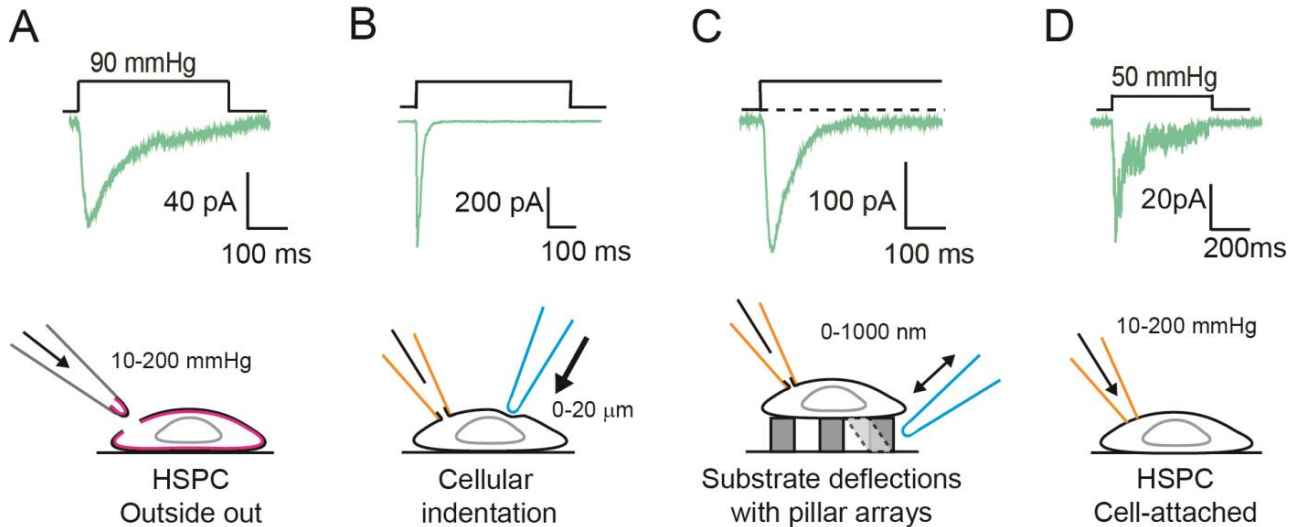 A
90 mmHg
40 pA
100 ms
10-200 mmHg
HSPC
Outside out
B
200 pA
100 ms
0-20 μm
Cellular
indentation
C
100 pA
100 ms
0-1000 nm
Substrate deflections
with pillar arrays
D
50 mmHg
20pA
200ms
10-200 mmHg
HSPC
Cell-attached